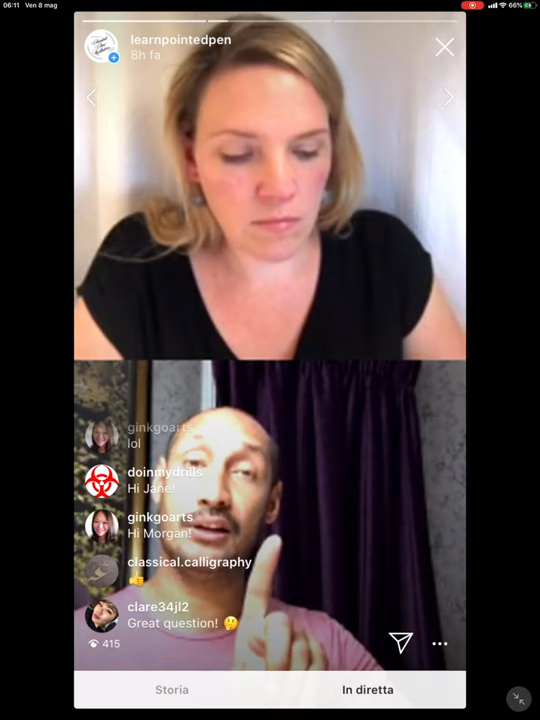 06:11 Ven 8 mag
66%
learnpointedpen
8h fa
ginkgoarts
lol
doinmydrills
Hi Jane!
ginkgoarts
Hi Morgan!
classical.calligraphy
👍
clare34jl2
Great question! 🤔
415
Storia
In diretta